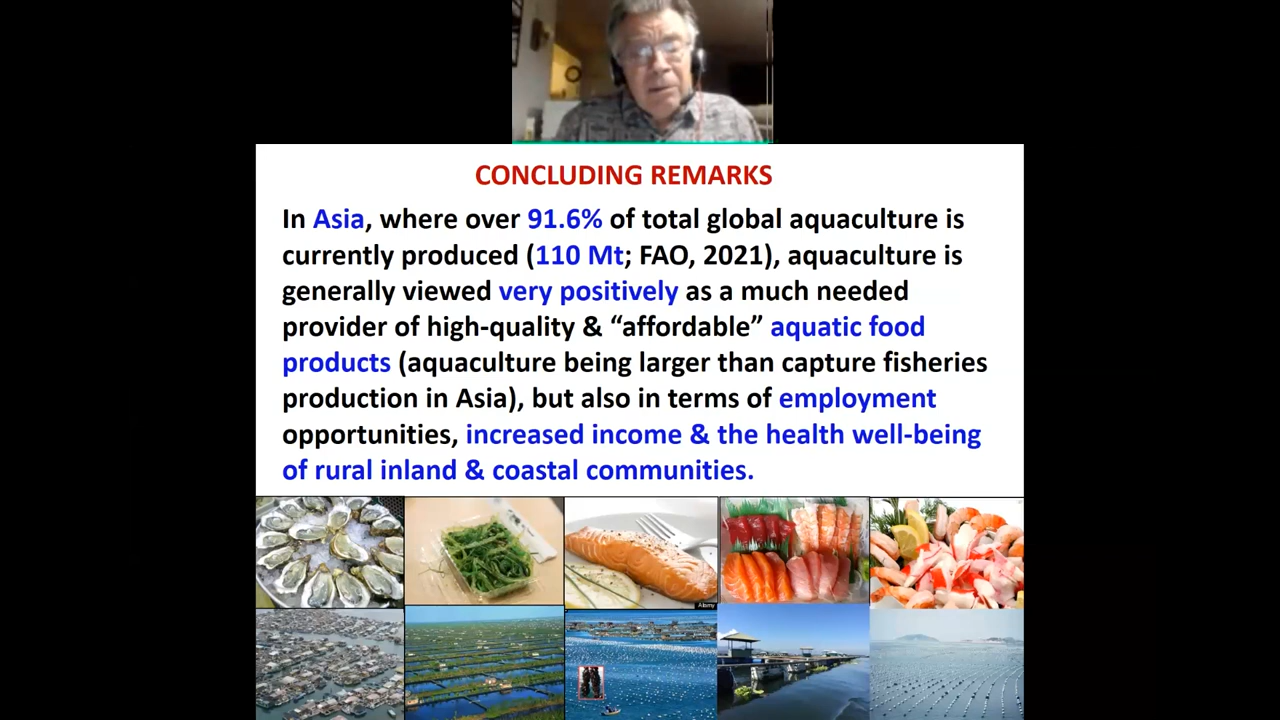 CONCLUDING REMARKS
In Asia, where over 91.6% of total global aquaculture is
currently produced (110 Mt; FAO, 2021), aquaculture is
generally viewed very positively as a much needed
provider of high-quality & “affordable” aquatic food
products (aquaculture being larger than capture fisheries
production in Asia), but also in terms of employment
opportunities, increased income & the health well-being
of rural inland & coastal communities.
Alamy